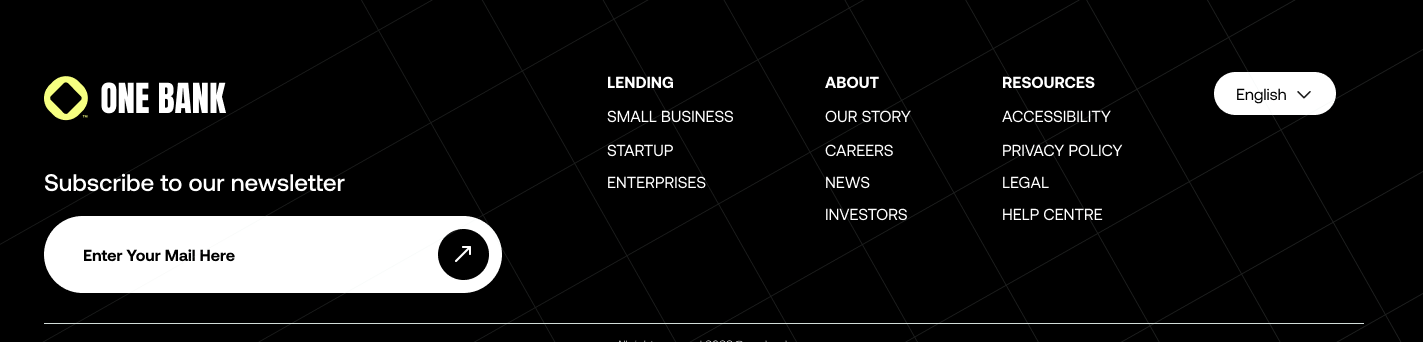 ONE BANK
™
Subscribe to our newsletter
Enter Your Mail Here
LENDING
SMALL BUSINESS
STARTUP
ENTERPRISES
ABOUT
OUR STORY
CAREERS
NEWS
INVESTORS
RESOURCES
ACCESSIBILITY
PRIVACY POLICY
LEGAL
HELP CENTRE
English